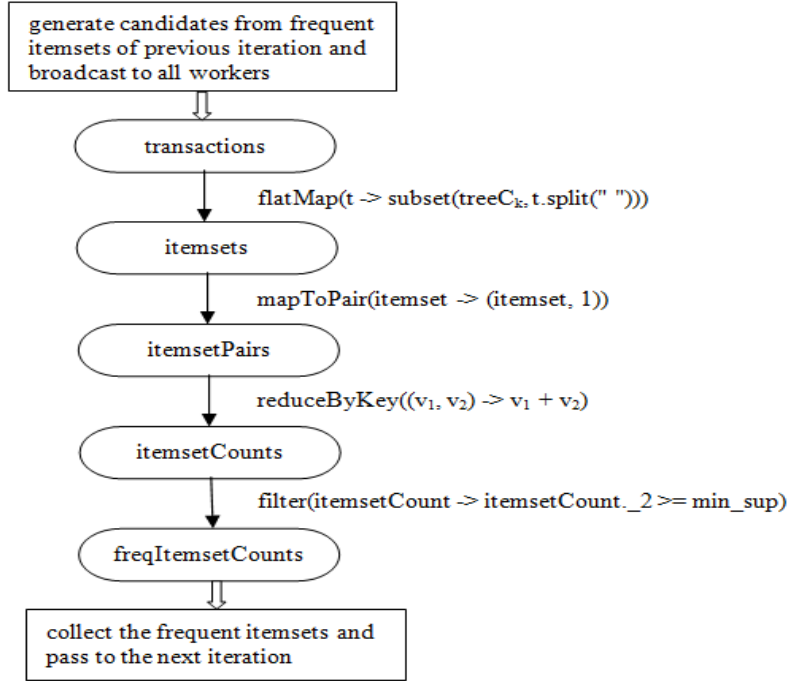 generate candidates from frequent
itemsets of previous iteration and
broadcast to all workers
transactions
flatMap(t -> subset(treeCₖ, t.split(" ")))
itemsets
mapToPair(itemset -> (itemset, 1))
itemsetPairs
reduceByKey((v₁, v₂) -> v₁ + v₂)
itemsetCounts
filter(itemsetCount -> itemsetCount._2 >= min_sup)
freqItemsetCounts
collect the frequent itemsets and
pass to the next iteration